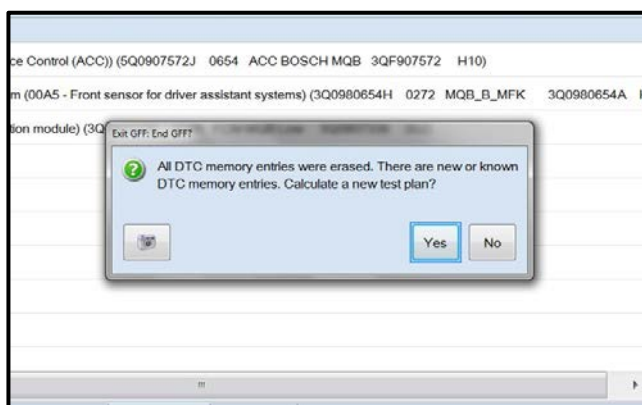 ce Control (ACC)) (5Q0907572J 0654 ACC BOSCH MQB 3QF907572 H10)
m (00A5 - Front sensor for driver assistant systems) (3Q0980654H 0272 MQB_B_MFK 3Q0980654A
tion module) (3Q
Exit GFF: End GFF?
All DTC memory entries were erased. There are new or known
DTC memory entries. Calculate a new test plan?
Yes No